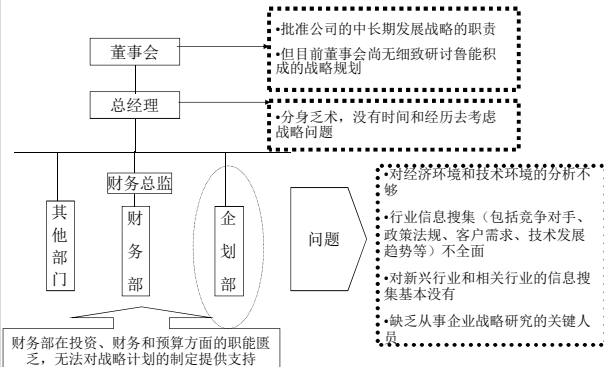 •批准公司的中长期发展战略的职责
•但目前董事会尚无细致研讨鲁能积
成的战略规划
董事会
总经理
•分身乏术，没有时间和经历去考虑
战略问题
财务总监
其他部门
财务部
企划部
问题
•对经济环境和技术环境的分析不
够
•行业信息搜集（包括竞争对手、
政策法规、客户需求、技术发展
趋势等）不全面
•对新兴行业和相关行业的信息搜
集基本没有
•缺乏从事企业战略研究的关键人
员
财务部在投资、财务和预算方面的职能匮
乏，无法对战略计划的制定提供支持